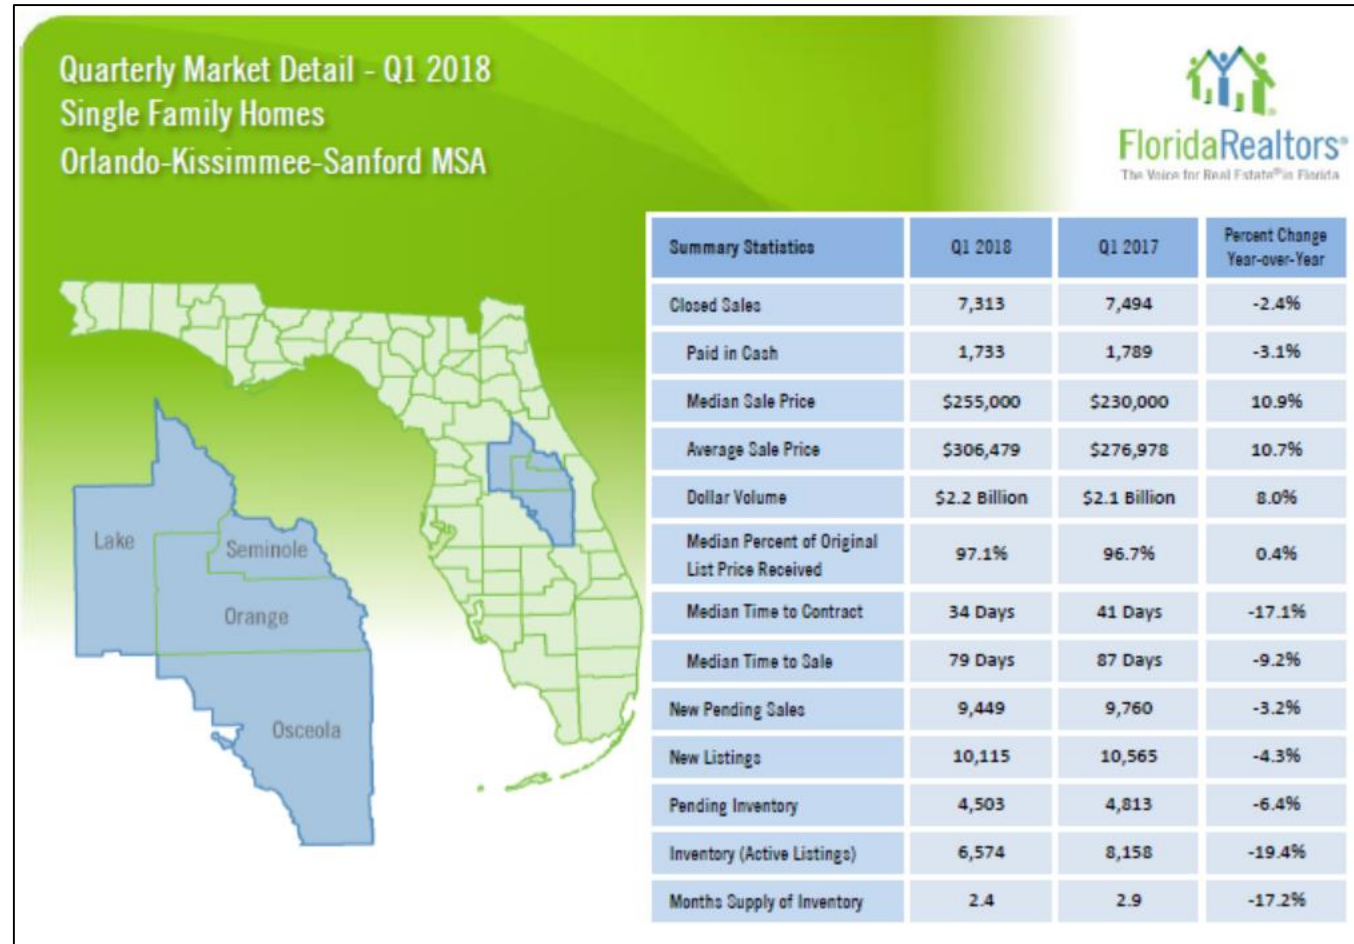 Quarterly Market Detail - Q1 2018
Single Family Homes
Orlando-Kissimmee-Sanford MSA
FloridaRealtors®
The Voice for Real Estate® in Florida
Summary Statistics Q1 2018 Q1 2017 Percent Change
Year-over-Year
Closed Sales 7,313 7,494 -2.4%
Paid in Cash 1,733 1,789 -3.1%
Median Sale Price $255,000 $230,000 10.9%
Average Sale Price $306,479 $276,978 10.7%
Dollar Volume $2.2 Billion $2.1 Billion 8.0%
Median Percent of Original
List Price Received 97.1% 96.7% 0.4%
Median Time to Contract 34 Days 41 Days -17.1%
Median Time to Sale 79 Days 87 Days -9.2%
New Pending Sales 9,449 9,760 -3.2%
New Listings 10,115 10,565 -4.3%
Pending Inventory 4,503 4,813 -6.4%
Inventory (Active Listings) 6,574 8,158 -19.4%
Months Supply of Inventory 2.4 2.9 -17.2%
Lake
Seminole
Orange
Osceola